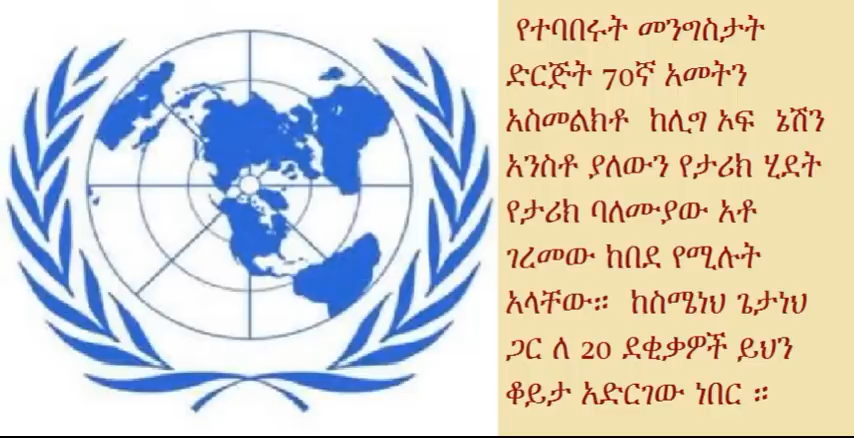 የተባበሩት መንግስታት
ድርጅት 70ኛ አመትን
አስመልክቶ ከሊግ ኦፍ ኔሽን
አንስቶ ያለውን የታሪክ ሂደት
የታሪክ ባለሙያው አቶ
ገረመው ከበደ የሚሉት
አላቸው። ከስሜነህ ጌታነህ
ጋር ለ 20 ደቂቃዎች ይህን
ቆይታ አድርገው ነበር ።